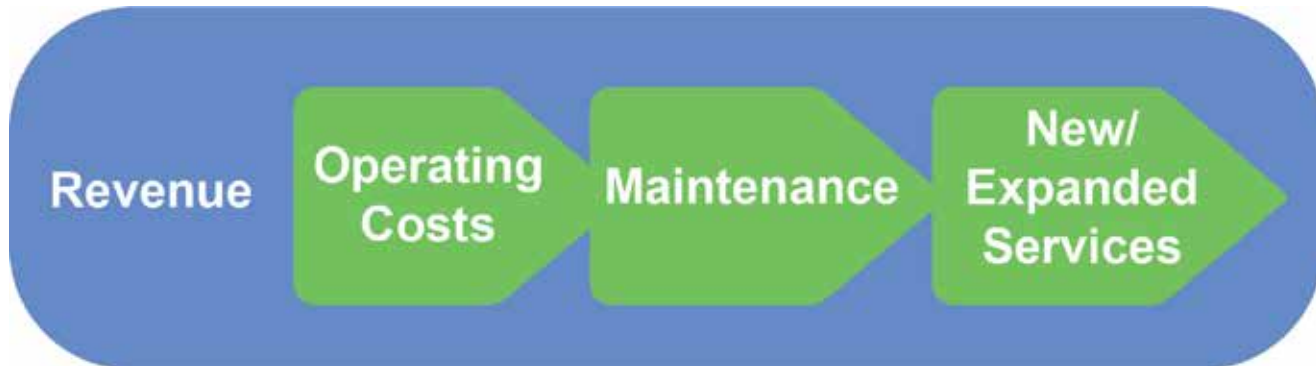 Revenue
Operating
Costs
Maintenance
New/
Expanded
Services